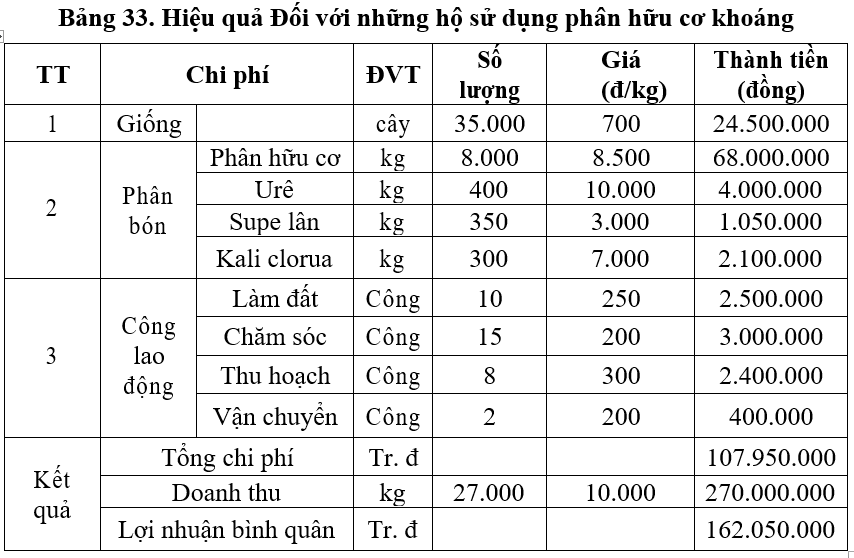 Bảng 33. Hiệu quả Đối với những hộ sử dụng phân hữu cơ khoáng
TT Chi phí ĐVT Số lượng Giá (đ/kg) Thành tiền (đồng)
1 Giống cây 35.000 700 24.500.000
2 Phân bón Phân hữu cơ kg 8.000 8.500 68.000.000
Urê kg 400 10.000 4.000.000
Supe lân kg 350 3.000 1.050.000
Kali clorua kg 300 7.000 2.100.000
3 Công lao động Làm đất Công 10 250 2.500.000
Chăm sóc Công 15 200 3.000.000
Thu hoạch Công 8 300 2.400.000
Vận chuyển Công 2 200 400.000
Kết quả Tổng chi phí Tr. đ 107.950.000
Doanh thu kg 27.000 10.000 270.000.000
Lợi nhuận bình quân Tr. đ 162.050.000